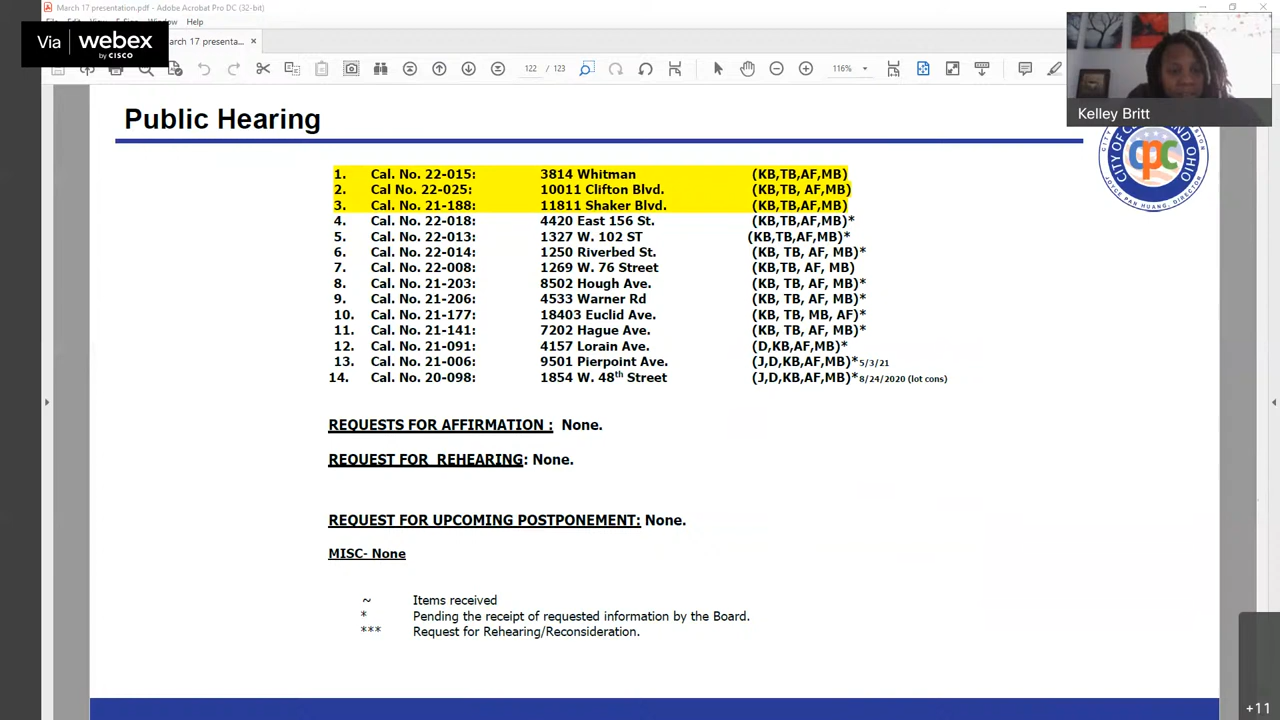 March 17 presentation.pdf - Adobe Acrobat Pro DC (32-bit)
Window Help
Via webex
by CISCO
arch 17 presenta... ×
122 / 123
116%
Kelley Britt
Public Hearing
CITY OF CLEVELAND OHIO
cpc
JOYCE PAN HUANG, DIRECTOR
1. Cal. No. 22-015: 3814 Whitman (KB,TB,AF,MB)
2. Cal No. 22-025: 10011 Clifton Blvd. (KB,TB, AF, MB)
3. Cal. No. 21-188: 11811 Shaker Blvd. (KB,TB,AF,MB)
4. Cal. No. 22-018: 4420 East 156 St. (KB,TB,AF,MB)*
5. Cal. No. 22-013: 1327 W. 102 ST (KB,TB,AF,MB)*
6. Cal. No. 22-014: 1250 Riverbed St. (KB, TB, AF, MB)*
7. Cal. No. 22-008: 1269 W. 76 Street (KB,TB, AF, MB)
8. Cal. No. 21-203: 8502 Hough Ave. (KB, TB, AF, MB)*
9. Cal. No. 21-206: 4533 Warner Rd (KB, TB, AF, MB)*
10. Cal. No. 21-177: 18403 Euclid Ave. (KB, TB, MB, AF)*
11. Cal. No. 21-141: 7202 Hague Ave. (KB, TB, AF, MB)*
12. Cal. No. 21-091: 4157 Lorain Ave. (D,KB,AF,MB)*
13. Cal. No. 21-006: 9501 Pierpoint Ave. (J,D,KB,AF,MB)* 5/3/21
14. Cal. No. 20-098: 1854 W. 48th Street (J,D,KB,AF,MB)* 8/24/2020 (lot cons)
REQUESTS FOR AFFIRMATION : None.
REQUEST FOR REHEARING: None.
REQUEST FOR UPCOMING POSTPONEMENT: None.
MISC- None
~ Items received
* Pending the receipt of requested information by the Board.
*** Request for Rehearing/Reconsideration.
+11